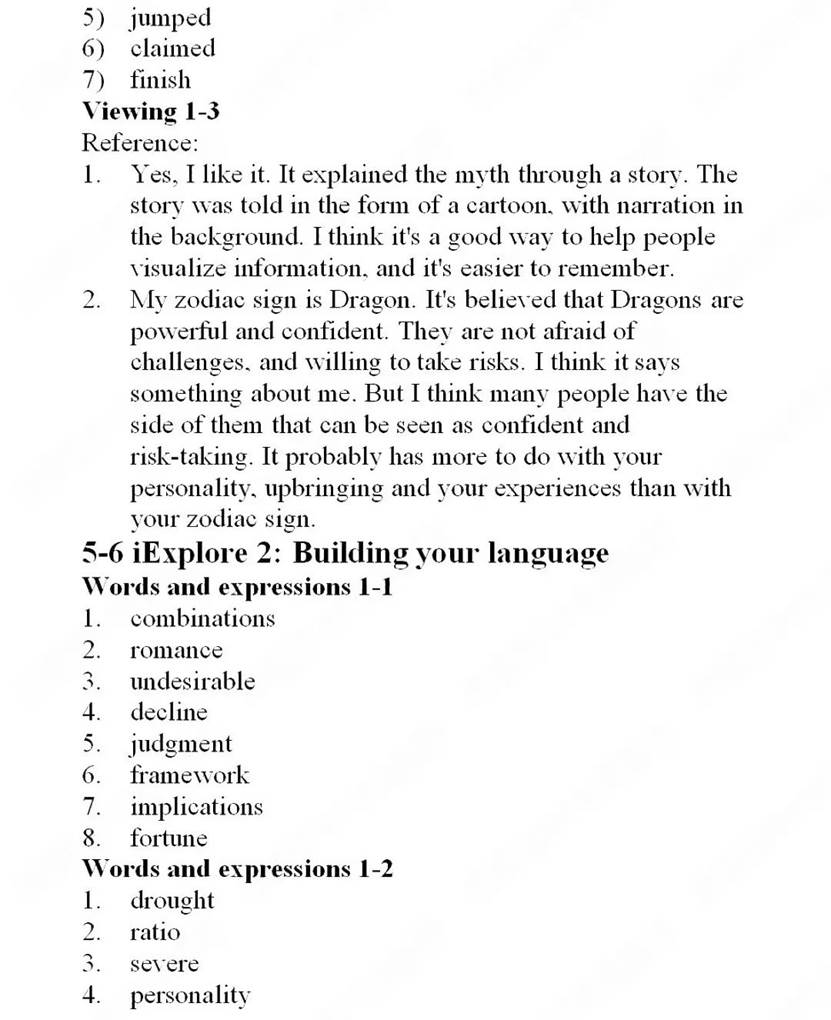 5) jumped
6) claimed
7) finish
Viewing 1-3
Reference:
1. Yes, I like it. It explained the myth through a story. The
story was told in the form of a cartoon, with narration in
the background. I think it's a good way to help people
visualize information, and it's easier to remember.
2. My zodiac sign is Dragon. It's believed that Dragons are
powerful and confident. They are not afraid of
challenges, and willing to take risks. I think it says
something about me. But I think many people have the
side of them that can be seen as confident and
risk-taking. It probably has more to do with your
personality, upbringing and your experiences than with
your zodiac sign.
5-6 iExplore 2: Building your language
Words and expressions 1-1
1. combinations
2. romance
3. undesirable
4. decline
5. judgment
6. framework
7. implications
8. fortune
Words and expressions 1-2
1. drought
2. ratio
3. severe
4. personality